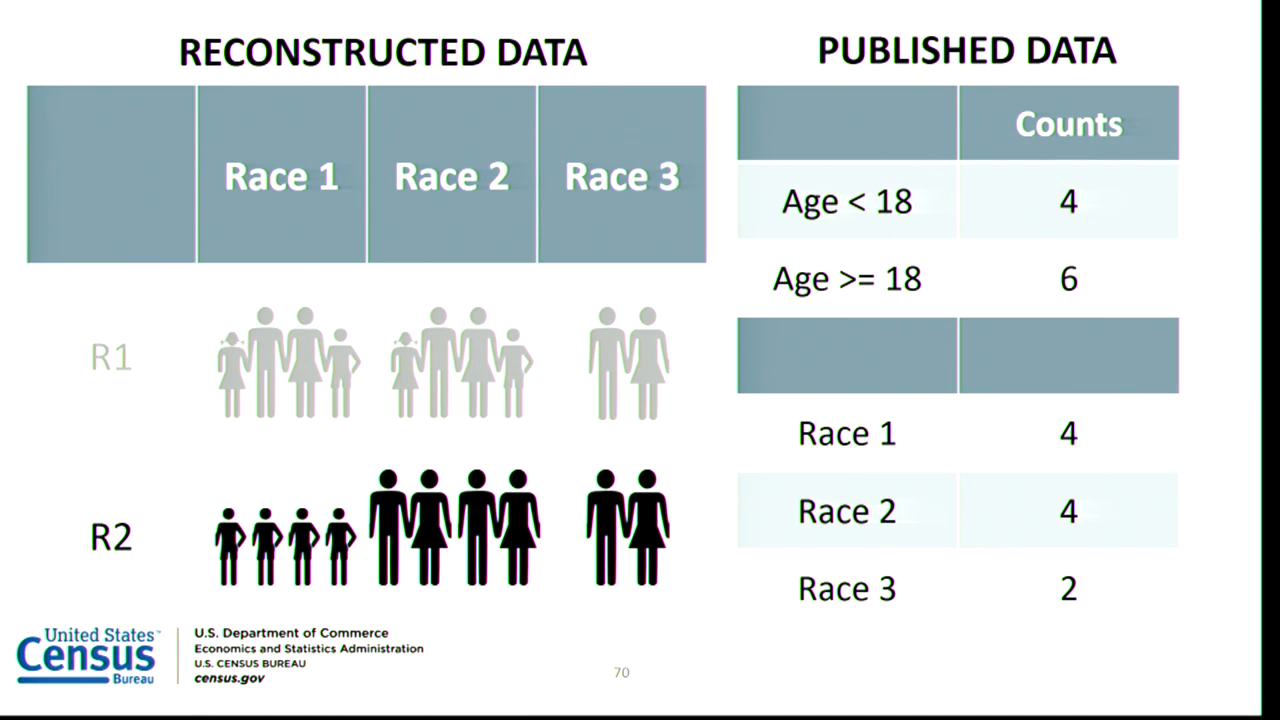 RECONSTRUCTED DATA
Race 1 Race 2 Race 3
R1
R2
PUBLISHED DATA
Counts
Age < 18 4
Age >= 18 6
Race 1 4
Race 2 4
Race 3 2
United States™
Census
Bureau
U.S. Department of Commerce
Economics and Statistics Administration
U.S. CENSUS BUREAU
census.gov
70